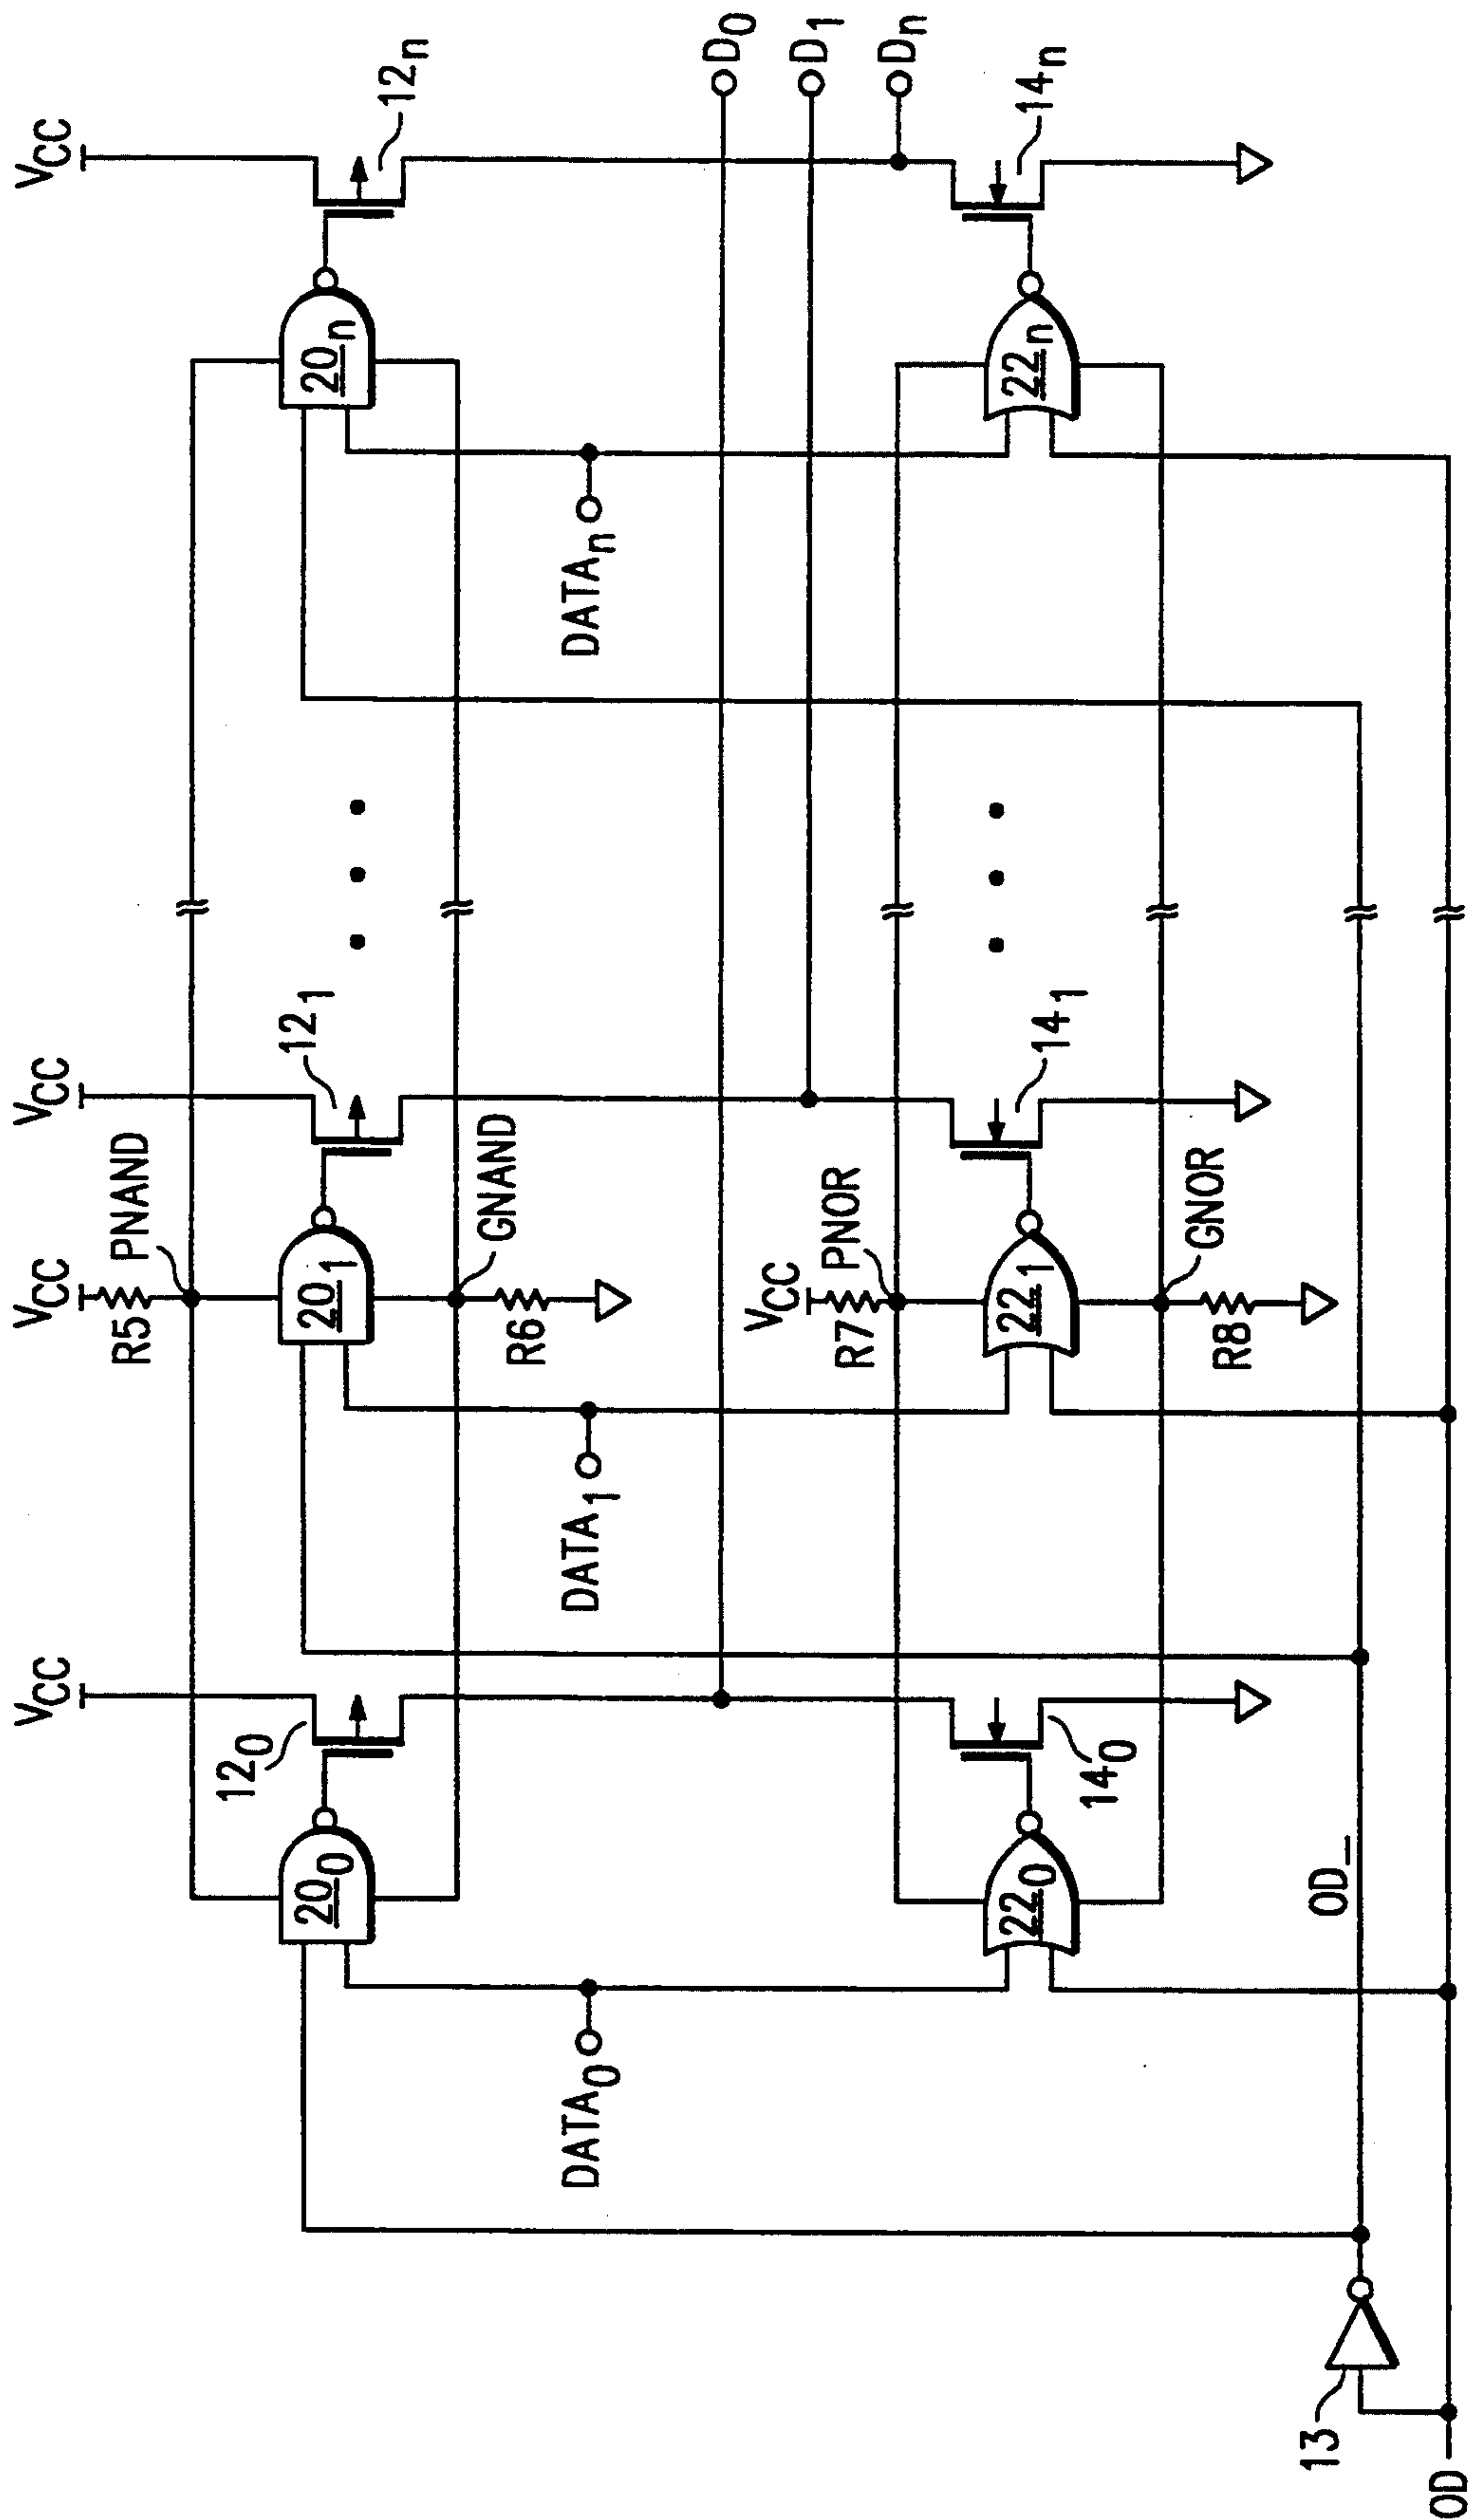 VCC
VCC
VCC
VCC
R5
PNAND
12₀
12₁
12ₙ
20₀
20₁
20ₙ
R6
GNAND
DATA₀
DATA₁
DATAₙ
D₀
D₁
Dₙ
VCC
R7
PNOR
22₀
22₁
22ₙ
14₀
14₁
14ₙ
R8
GNOR
OD_
13
OD